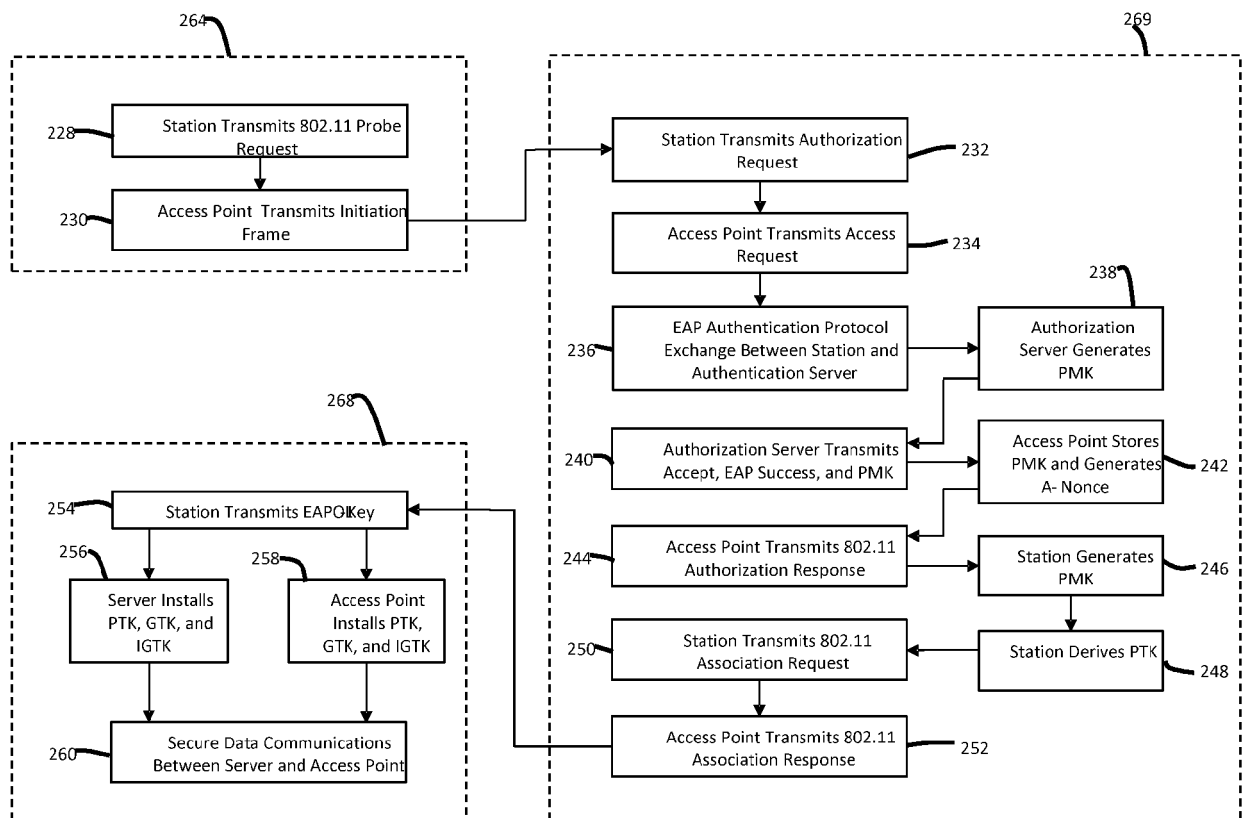 264
228
Station Transmits 802.11 Probe
Request
230
Access Point Transmits Initiation
Frame
269
Station Transmits Authorization
Request
232
Access Point Transmits Access
Request
234
236
EAP Authentication Protocol
Exchange Between Station and
Authentication Server
238
Authorization
Server Generates
PMK
240
Authorization Server Transmits
Accept, EAP Success, and PMK
Access Point Stores
PMK and Generates
A- Nonce
242
244
Access Point Transmits 802.11
Authorization Response
Station Generates
PMK
246
250
Station Transmits 802.11
Association Request
Station Derives PTK
248
Access Point Transmits 802.11
Association Response
252
268
254
Station Transmits EAPOL-Key
256
Server Installs
PTK, GTK, and
IGTK
258
Access Point
Installs PTK,
GTK, and IGTK
260
Secure Data Communications
Between Server and Access Point